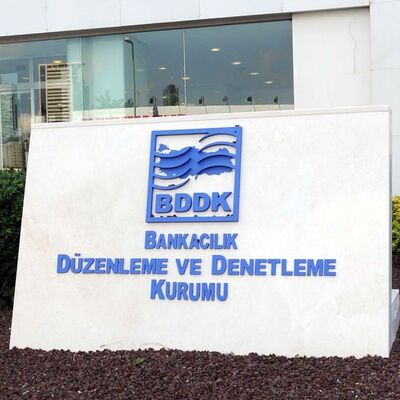 BDDK
BANKACILIK
DÜZENLEME VE DENETLEME
KURUMU